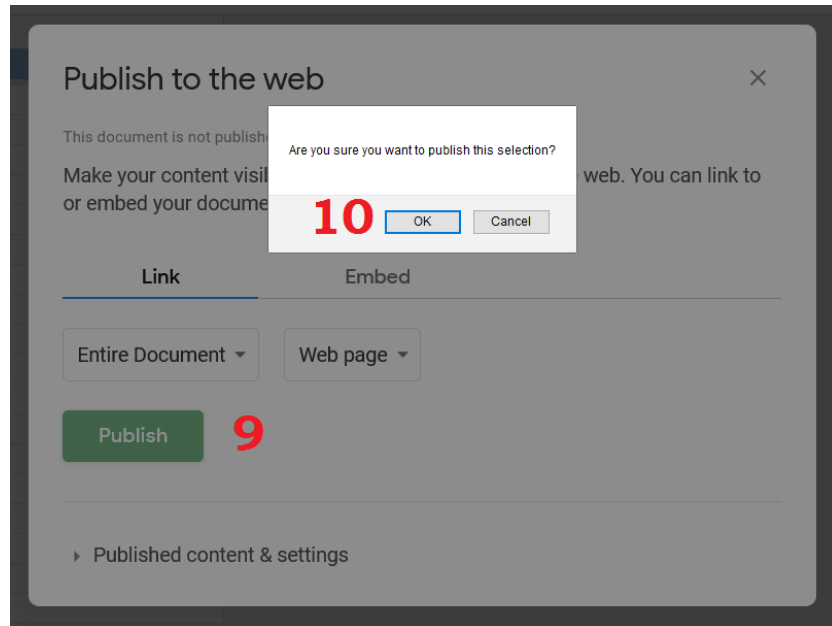 Publish to the web
This document is not publish
Make your content visi web. You can link to
or embed your docume
Are you sure you want to publish this selection?
10 OK Cancel
Link Embed
Entire Document Web page
Publish 9
Published content & settings